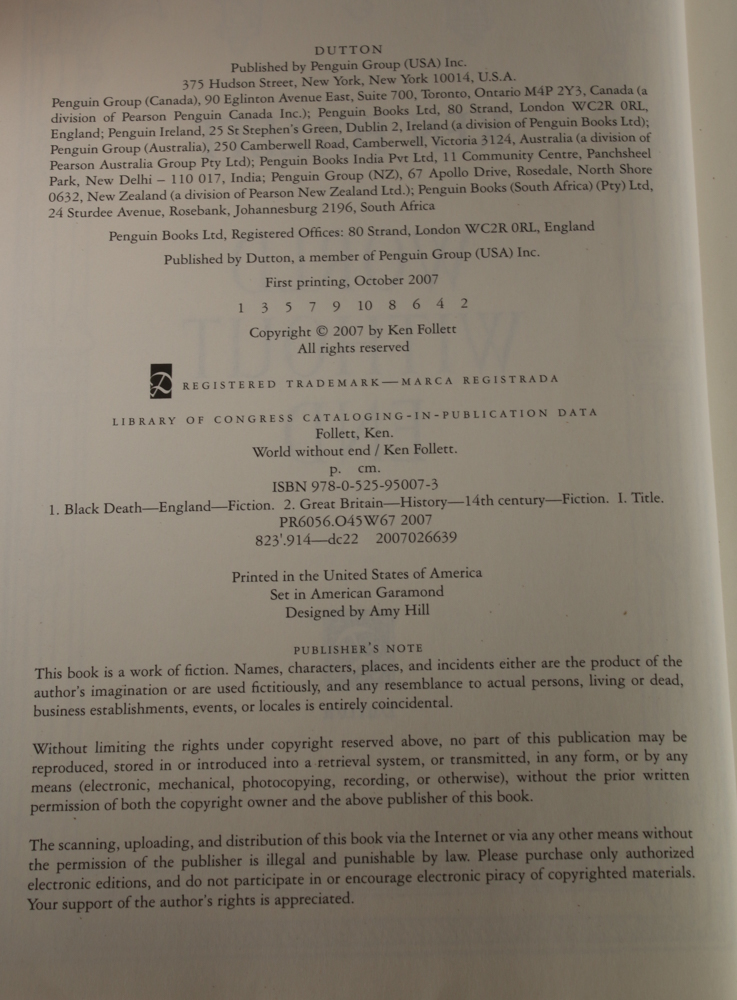 DUTTON
Published by Penguin Group (USA) Inc.
375 Hudson Street, New York, New York 10014, U.S.A.
Penguin Group (Canada), 90 Eglinton Avenue East, Suite 700, Toronto, Ontario M4P 2Y3, Canada (a
division of Pearson Penguin Canada Inc.); Penguin Books Ltd, 80 Strand, London WC2R 0RL,
England; Penguin Ireland, 25 St Stephen's Green, Dublin 2, Ireland (a division of Penguin Books Ltd);
Penguin Group (Australia), 250 Camberwell Road, Camberwell, Victoria 3124, Australia (a division of
Pearson Australia Group Pty Ltd); Penguin Books India Pvt Ltd, 11 Community Centre, Panchsheel
Park, New Delhi – 110 017, India; Penguin Group (NZ), 67 Apollo Drive, Rosedale, North Shore
0632, New Zealand (a division of Pearson New Zealand Ltd.); Penguin Books (South Africa) (Pty) Ltd,
24 Sturdee Avenue, Rosebank, Johannesburg 2196, South Africa
Penguin Books Ltd, Registered Offices: 80 Strand, London WC2R 0RL, England
Published by Dutton, a member of Penguin Group (USA) Inc.
First printing, October 2007
1 3 5 7 9 10 8 6 4 2
Copyright © 2007 by Ken Follett
All rights reserved
REGISTERED TRADEMARK—MARCA REGISTRADA
LIBRARY OF CONGRESS CATALOGING-IN-PUBLICATION DATA
Follett, Ken.
World without end / Ken Follett.
p. cm.
ISBN 978-0-525-95007-3
1. Black Death—England—Fiction. 2. Great Britain—History—14th century—Fiction. I. Title.
PR6056.O45W67 2007
823'.914—dc22 2007026639
Printed in the United States of America
Set in American Garamond
Designed by Amy Hill
PUBLISHER'S NOTE
This book is a work of fiction. Names, characters, places, and incidents either are the product of the
author's imagination or are used fictitiously, and any resemblance to actual persons, living or dead,
business establishments, events, or locales is entirely coincidental.
Without limiting the rights under copyright reserved above, no part of this publication may be
reproduced, stored in or introduced into a retrieval system, or transmitted, in any form, or by any
means (electronic, mechanical, photocopying, recording, or otherwise), without the prior written
permission of both the copyright owner and the above publisher of this book.
The scanning, uploading, and distribution of this book via the Internet or via any other means without
the permission of the publisher is illegal and punishable by law. Please purchase only authorized
electronic editions, and do not participate in or encourage electronic piracy of copyrighted materials.
Your support of the author's rights is appreciated.